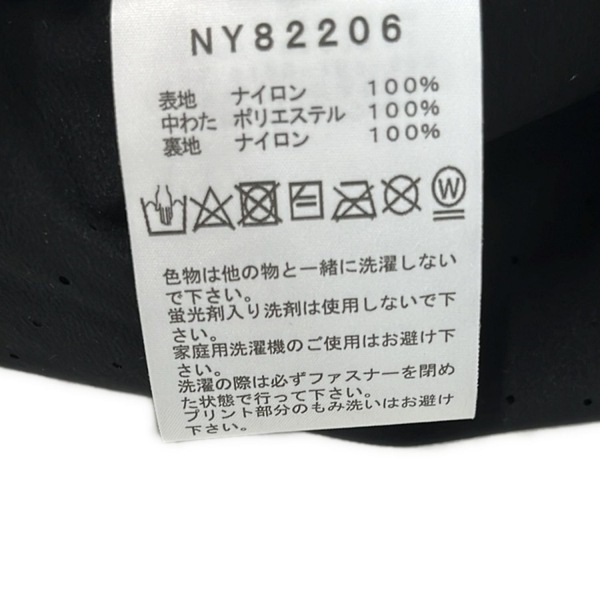 NY82206
表地 ナイロン 100%
中わた ポリエステル 100%
裏地 ナイロン 100%
W
色物は他の物と一緒に洗濯しない
で下さい。
蛍光剤入り洗剤は使用しないで下
さい。
家庭用洗濯機のご使用はお避け下
さい。
洗濯の際は必ずファスナーを閉め
た状態で行って下さい。
プリント部分のもみ洗いはお避け
下さい。